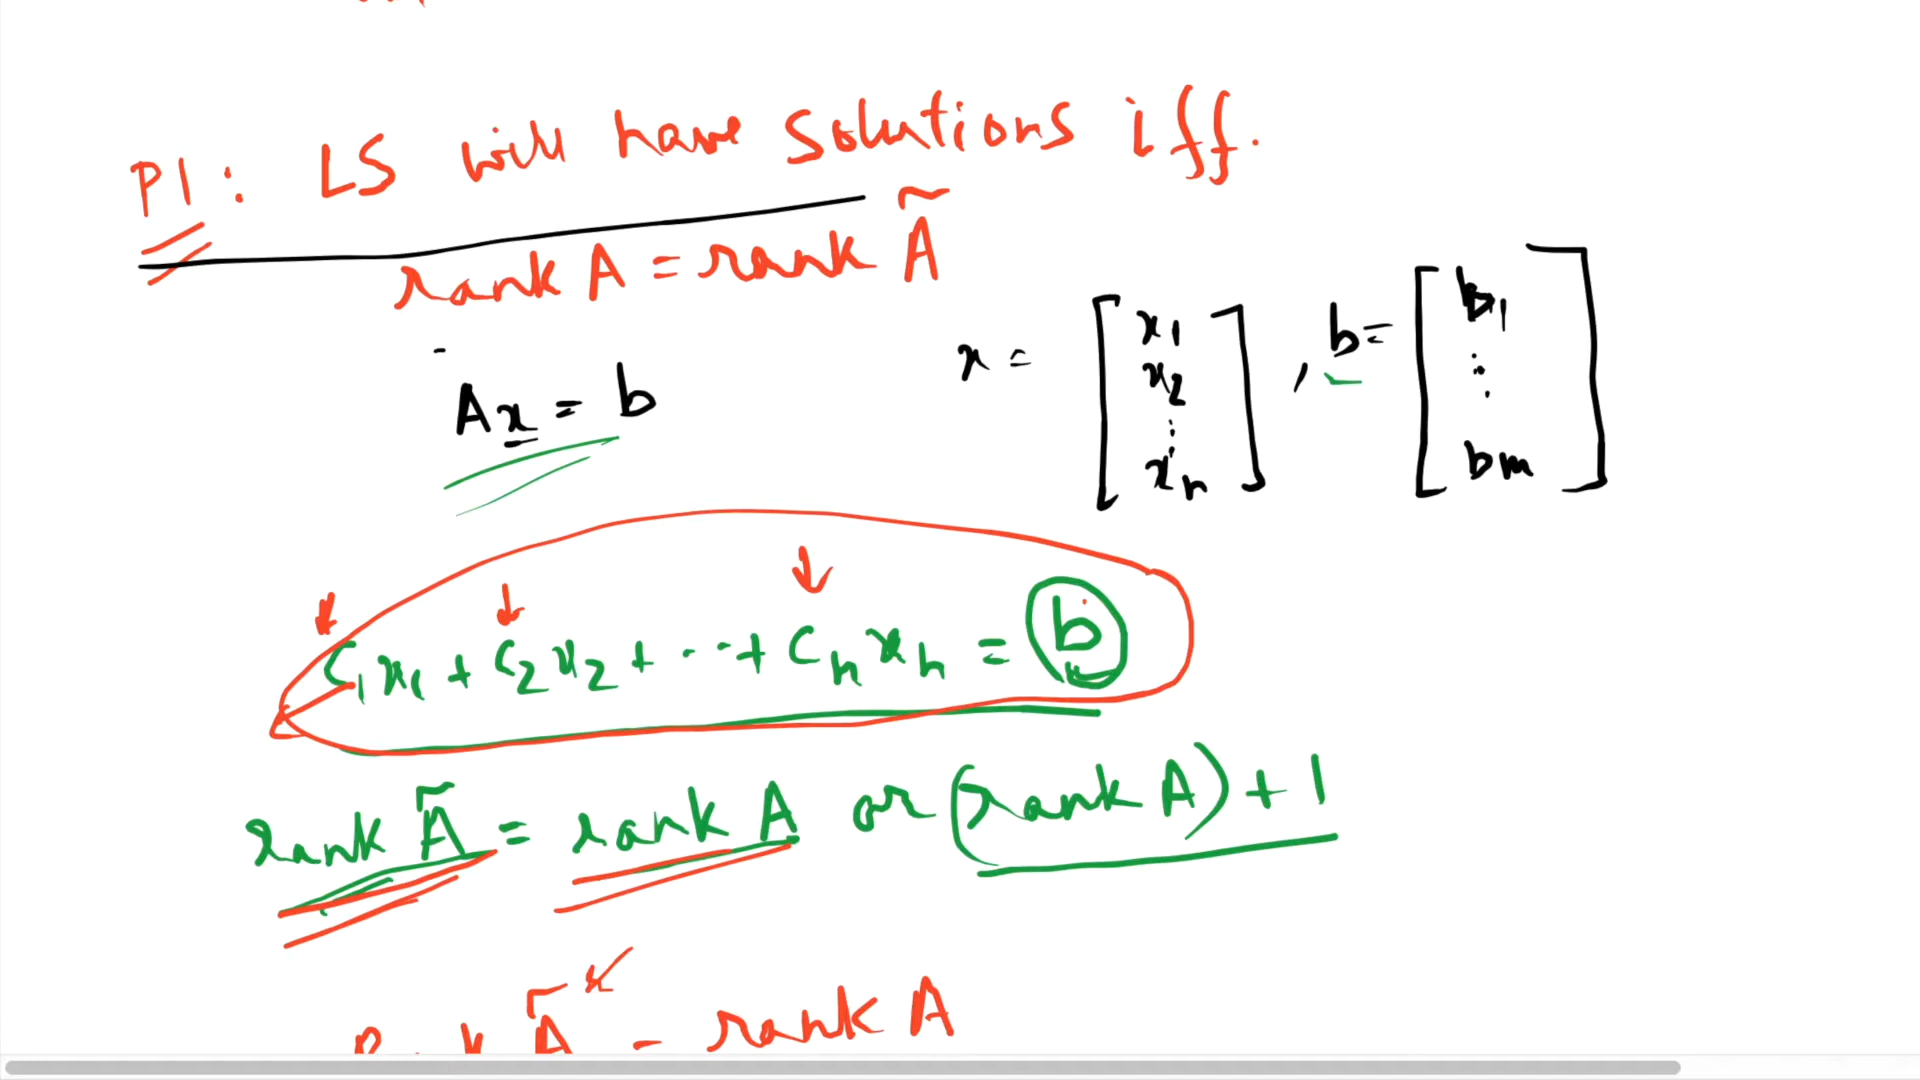 P1: LS will have solutions iff.
rank A = rank Ã
Ax = b
x = [x1 x2 ⋮ xn], b = [b1 ⋮ bm]
C1x1 + C2x2 + ··· + Cnxn = b
rank Ã = rank A or (rank A) + 1
Ã = rank A